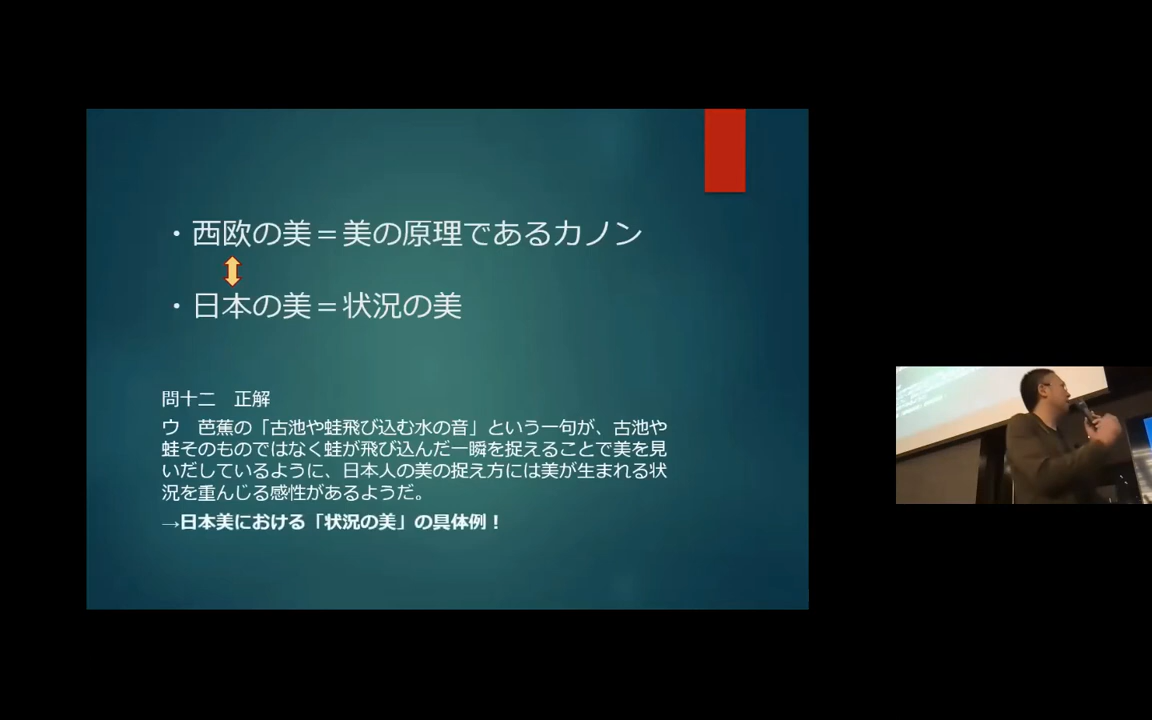 ・西欧の美＝美の原理であるカノン
・日本の美＝状況の美
問十二　正解
ウ　芭蕉の「古池や蛙飛び込む水の音」という一句が、古池や
蛙そのものではなく蛙が飛び込んだ一瞬を捉えることで美を見
いだしているように、日本人の美の捉え方には美が生まれる状
況を重んじる感性があるようだ。
→日本美における「状況の美」の具体例！